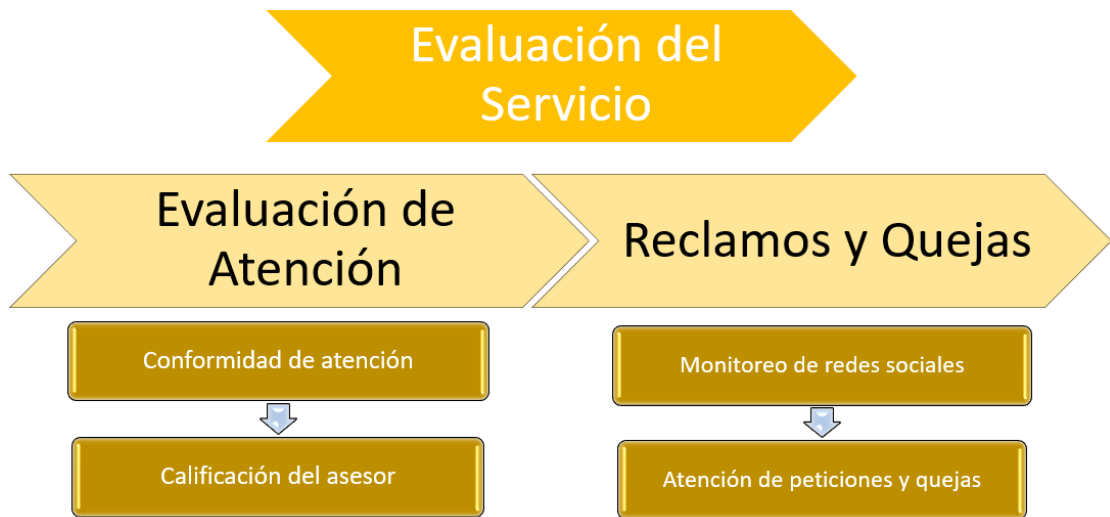 Evaluación del
Servicio
Evaluación de
Atención
Reclamos y Quejas
Conformidad de atención
Calificación del asesor
Monitoreo de redes sociales
Atención de peticiones y quejas